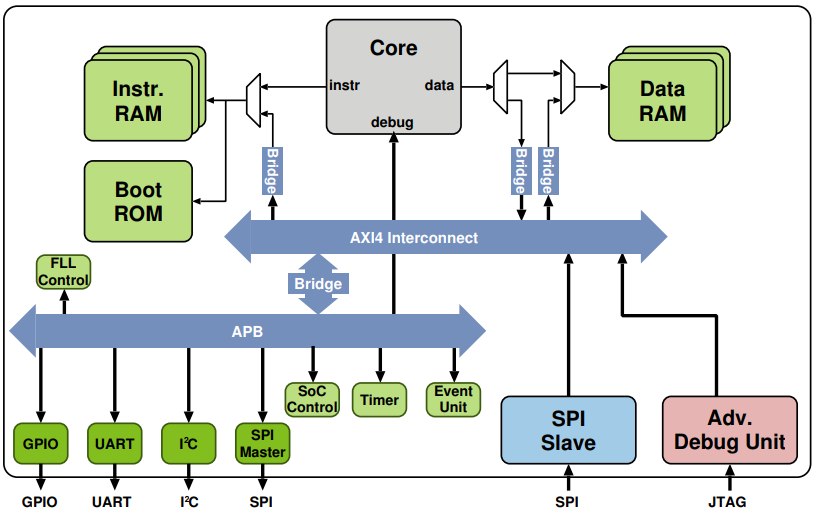 Core
instr
data
debug
Instr.
RAM
Data
RAM
Boot
ROM
Bridge
Bridge
Bridge
AXI4 Interconnect
FLL
Control
Bridge
APB
SoC
Control
Timer
Event
Unit
GPIO
UART
I²C
SPI
Master
SPI
Slave
Adv.
Debug Unit
GPIO
UART
I²C
SPI
SPI
JTAG